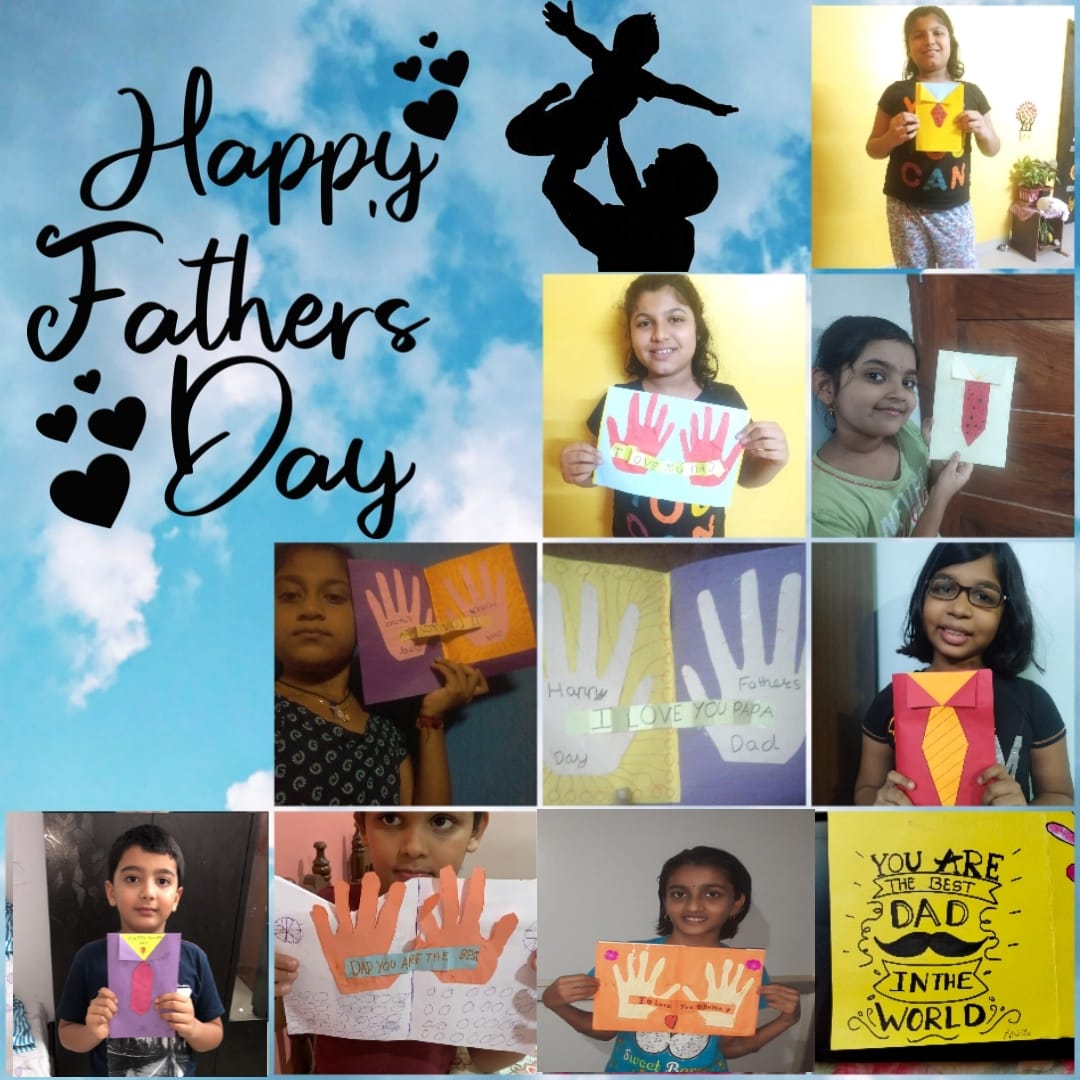 Happy
Fathers
Day
CAN
I LOVE YOU DAD
Happy
Fathers
I LOVE YOU PAPA
Day
Dad
DAD YOU ARE THE BEST
Sweet
YOU ARE
THE BEST
DAD
IN THE
WORLD